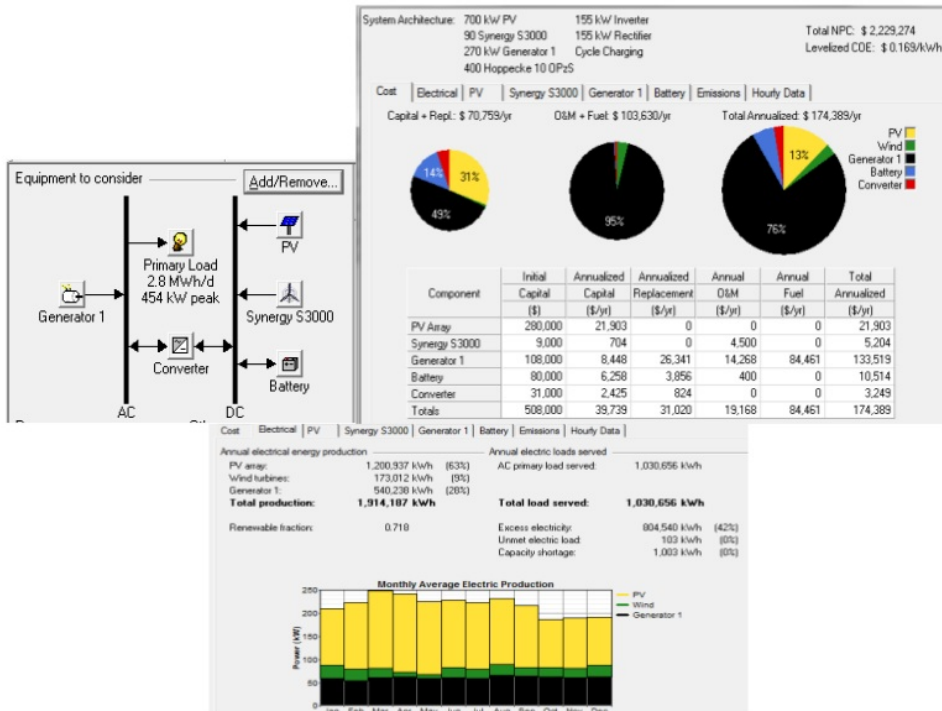 System Architecture: 700 kW PV 155 kW Inverter
90 Synergy S3000 155 kW Rectifier
270 kW Generator 1 Cycle Charging
400 Hoppecke 10 OPzS
Total NPC: $ 2,229,274
Levelized COE: $ 0.169/kWh
Cost Electrical PV Synergy S3000 Generator 1 Battery Emissions Hourly Data
Capital + Repl.: $ 70,759/yr O&M + Fuel: $ 103,630/yr Total Annualized: $ 174,389/yr
PV
Wind
Generator 1
Battery
Converter
14% 31%
49%
95%
13%
76%
Component Initial Capital ($) Annualized Capital ($/yr) Annualized Replacement ($/yr) Annual O&M ($/yr) Annual Fuel ($/yr) Total Annualized ($/yr)
PV Array 280,000 21,903 0 0 0 21,903
Synergy S3000 9,000 704 0 4,500 0 5,204
Generator 1 108,000 8,448 26,341 14,268 84,461 133,519
Battery 80,000 6,258 3,856 400 0 10,514
Converter 31,000 2,425 824 0 0 3,249
Totals 508,000 39,739 31,020 19,168 84,461 174,389
Equipment to consider Add/Remove...
PV
Primary Load
2.8 MWh/d
454 kW peak
Generator 1
Synergy S3000
Converter
Battery
AC DC
Cost Electrical PV Synergy S3000 Generator 1 Battery Emissions Hourly Data
Annual electrical energy production Annual electric loads served
PV array: 1,200,937 kWh (63%) AC primary load served: 1,030,656 kWh
Wind turbines: 173,012 kWh (9%)
Generator 1: 540,238 kWh (28%)
Total production: 1,914,187 kWh Total load served: 1,030,656 kWh
Renewable fraction: 0.718 Excess electricity: 804,540 kWh (42%)
Unmet electric load: 103 kWh (0%)
Capacity shortage: 1,003 kWh (0%)
Monthly Average Electric Production
Power (kW)
250
200
150
100
50
0
PV
Wind
Generator 1